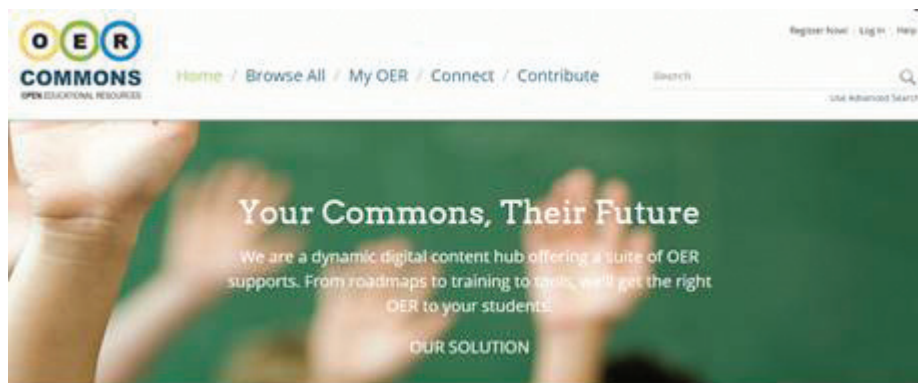 O E R
COMMONS
OPEN EDUCATIONAL RESOURCES
Register Now! Log In Help
Home / Browse All / My OER / Connect / Contribute
Search
Use Advanced Search
Your Commons, Their Future
We are a dynamic digital content hub offering a suite of OER
supports. From roadmaps to training to tools, we'll get the right
OER to your students.
OUR SOLUTION